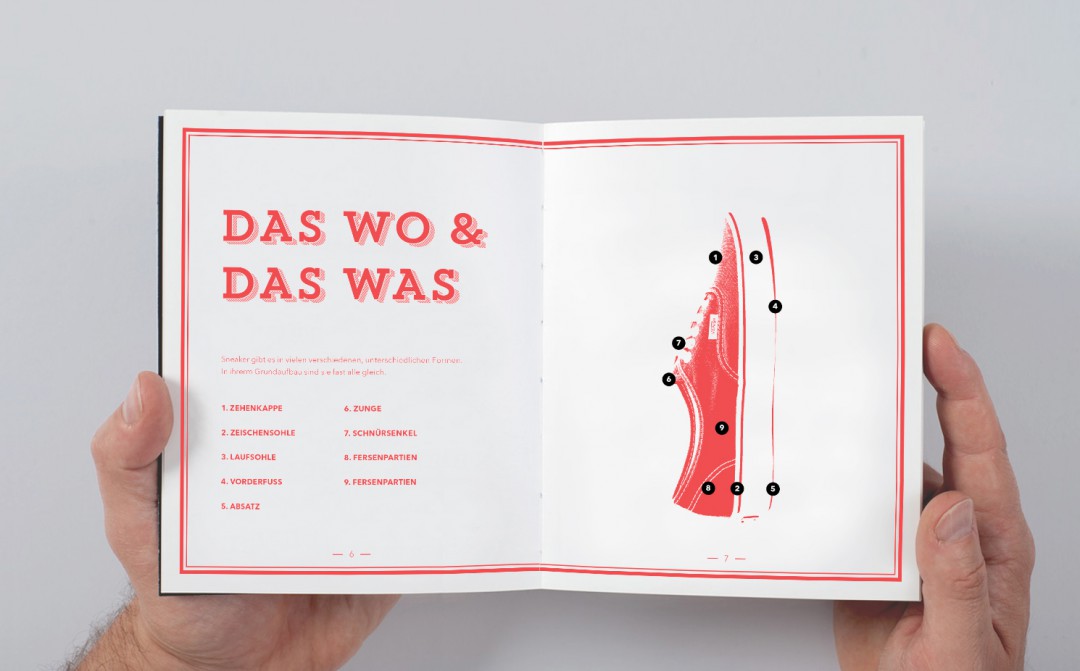 DAS WO &
DAS WAS
Sneaker gibt es in vielen verschiedenen, unterschiedlichen Formen.
In ihrem Grundaufbau sind sie fast alle gleich.
1. ZEHENKAPPE
2. ZEISCHENSOHLE
3. LAUFSOHLE
4. VORDERFUSS
5. ABSATZ
6. ZUNGE
7. SCHNÜRSENKEL
8. FERSENPARTIEN
9. FERSENPARTIEN
— 6 —
1
3
4
7
6
9
8
2
5
— 7 —